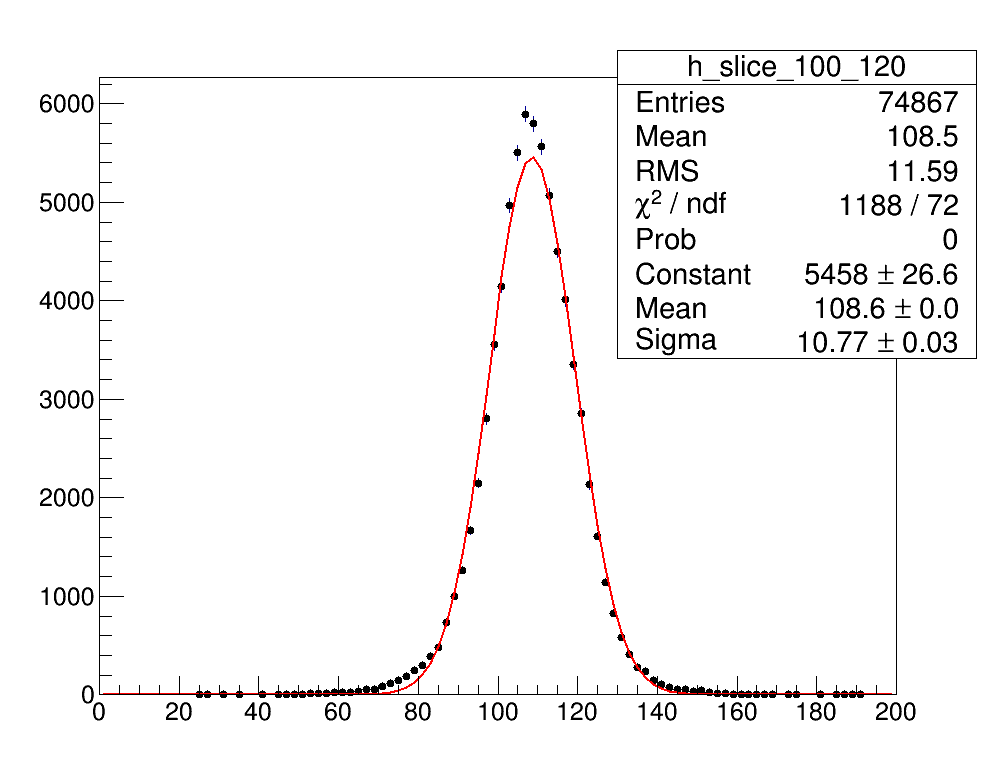 h_slice_100_120
Entries 74867
Mean 108.5
RMS 11.59
χ² / ndf 1188 / 72
Prob 0
Constant 5458 ± 26.6
Mean 108.6 ± 0.0
Sigma 10.77 ± 0.03
6000
5000
4000
3000
2000
1000
0
0 20 40 60 80 100 120 140 160 180 200